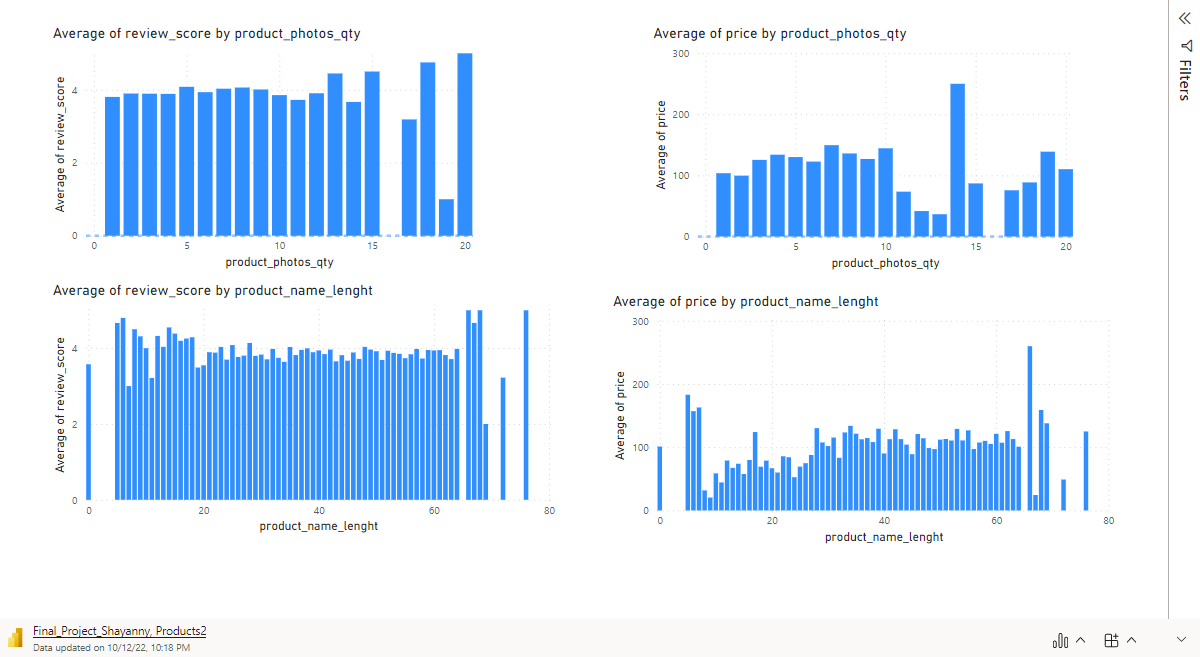 Average of review_score by product_photos_qty
Average of review_score
4
2
0
0 5 10 15 20
product_photos_qty
Average of price by product_photos_qty
Average of price
300
200
100
0
0 5 10 15 20
product_photos_qty
Average of review_score by product_name_lenght
Average of review_score
4
2
0
0 20 40 60 80
product_name_lenght
Average of price by product_name_lenght
Average of price
300
200
100
0
0 20 40 60 80
product_name_lenght
Filters
Final_Project_Shayanny, Products2
Data updated on 10/12/22, 10:18 PM